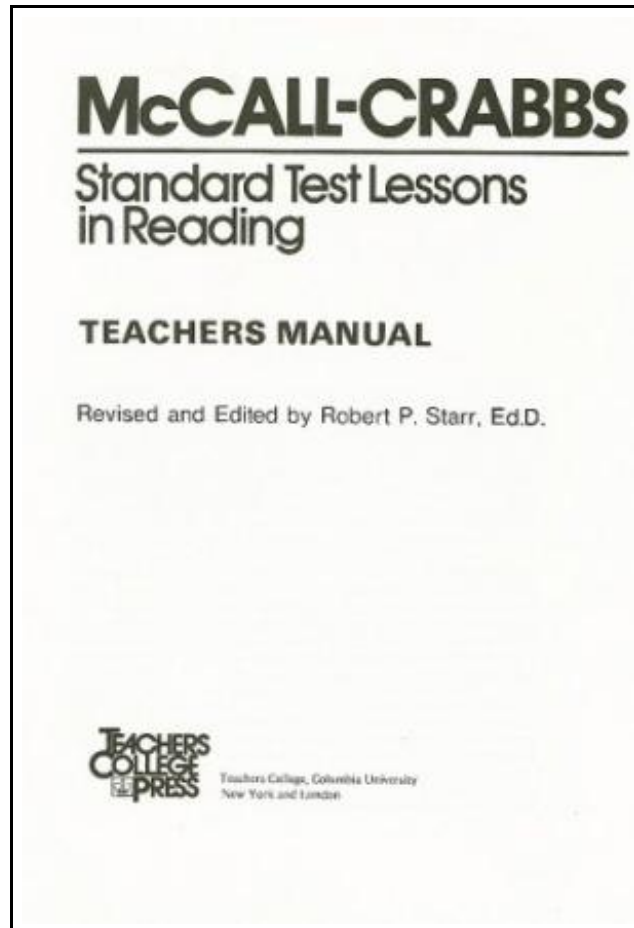 McCALL-CRABBS
Standard Test Lessons
in Reading
TEACHERS MANUAL
Revised and Edited by Robert P. Starr, Ed.D.
TEACHERS
COLLEGE
PRESS
Teachers College, Columbia University
New York and London